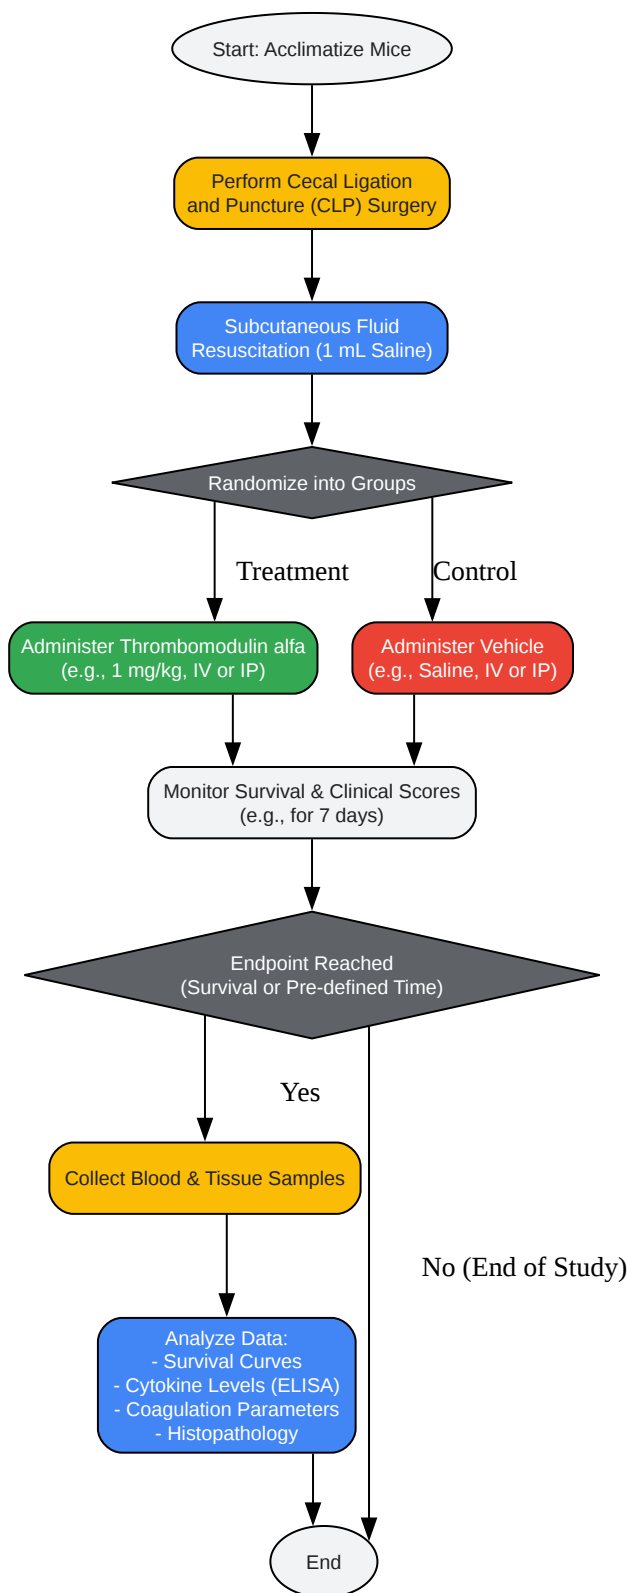 Start: Acclimatize Mice
Perform Cecal Ligation
and Puncture (CLP) Surgery
Subcutaneous Fluid
Resuscitation (1 mL Saline)
Randomize into Groups
Treatment
Control
Administer Thrombomodulin alfa
(e.g., 1 mg/kg, IV or IP)
Administer Vehicle
(e.g., Saline, IV or IP)
Monitor Survival & Clinical Scores
(e.g., for 7 days)
Endpoint Reached
(Survival or Pre-defined Time)
Yes
Collect Blood & Tissue Samples
No (End of Study)
Analyze Data:
- Survival Curves
- Cytokine Levels (ELISA)
- Coagulation Parameters
- Histopathology
End